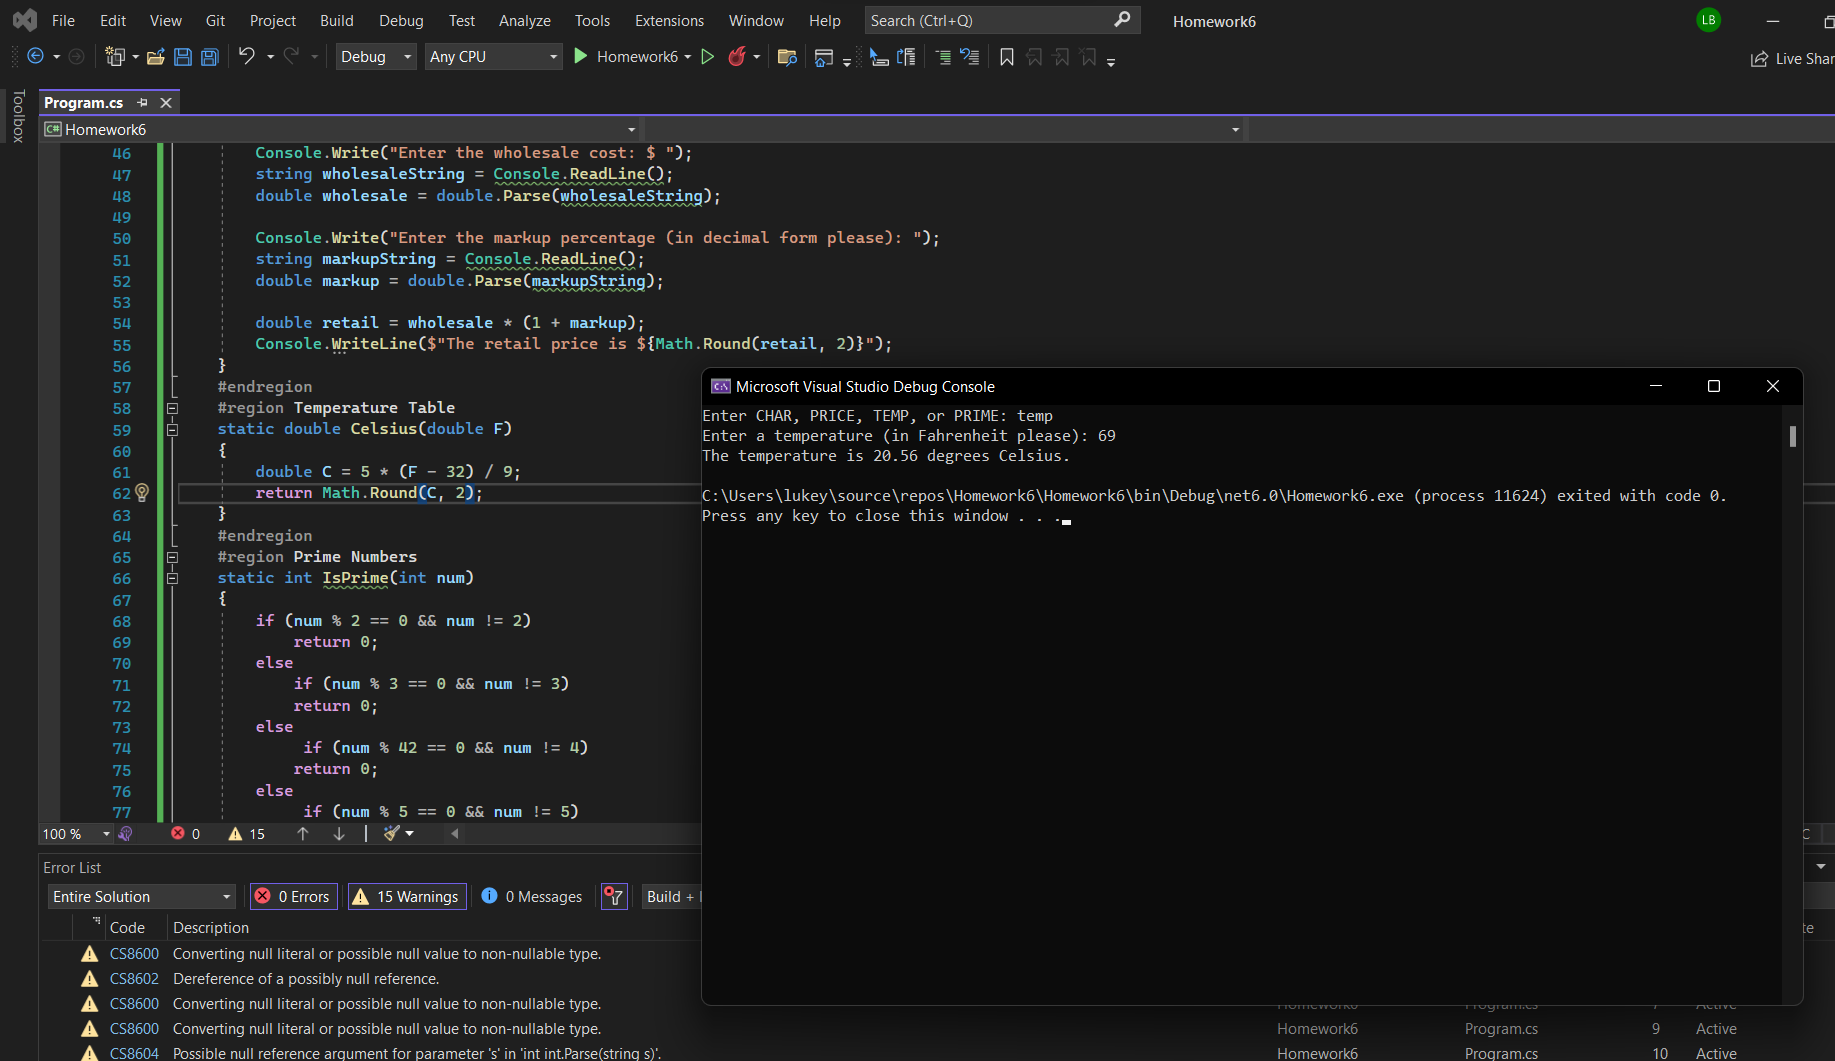 File Edit View Git Project Build Debug Test Analyze Tools Extensions Window Help Search (Ctrl+Q) Homework6 LB
Debug Any CPU Homework6 Live Shar
Toolbox
Program.cs
C# Homework6
46 Console.Write("Enter the wholesale cost: $ ");
47 string wholesaleString = Console.ReadLine();
48 double wholesale = double.Parse(wholesaleString);
49
50 Console.Write("Enter the markup percentage (in decimal form please): ");
51 string markupString = Console.ReadLine();
52 double markup = double.Parse(markupString);
53
54 double retail = wholesale * (1 + markup);
55 Console.WriteLine($"The retail price is ${Math.Round(retail, 2)}");
56 }
57 #endregion
58 #region Temperature Table
59 static double Celsius(double F)
60 {
61 double C = 5 * (F - 32) / 9;
62 return Math.Round(C, 2);
63 }
64 #endregion
65 #region Prime Numbers
66 static int IsPrime(int num)
67 {
68 if (num % 2 == 0 && num != 2)
69 return 0;
70 else
71 if (num % 3 == 0 && num != 3)
72 return 0;
73 else
74 if (num % 42 == 0 && num != 4)
75 return 0;
76 else
77 if (num % 5 == 0 && num != 5)
Microsoft Visual Studio Debug Console
Enter CHAR, PRICE, TEMP, or PRIME: temp
Enter a temperature (in Fahrenheit please): 69
The temperature is 20.56 degrees Celsius.
C:\Users\lukey\source\repos\Homework6\Homework6\bin\Debug\net6.0\Homework6.exe (process 11624) exited with code 0.
Press any key to close this window . . .
100 % 0 15
Error List
Entire Solution 0 Errors 15 Warnings 0 Messages Build +
Code Description
CS8600 Converting null literal or possible null value to non-nullable type.
CS8602 Dereference of a possibly null reference.
CS8600 Converting null literal or possible null value to non-nullable type. Homework6 Program.cs 7 Active
CS8600 Converting null literal or possible null value to non-nullable type. Homework6 Program.cs 9 Active
CS8604 Possible null reference argument for parameter 's' in 'int int.Parse(string s)'. Homework6 Program.cs 10 Active